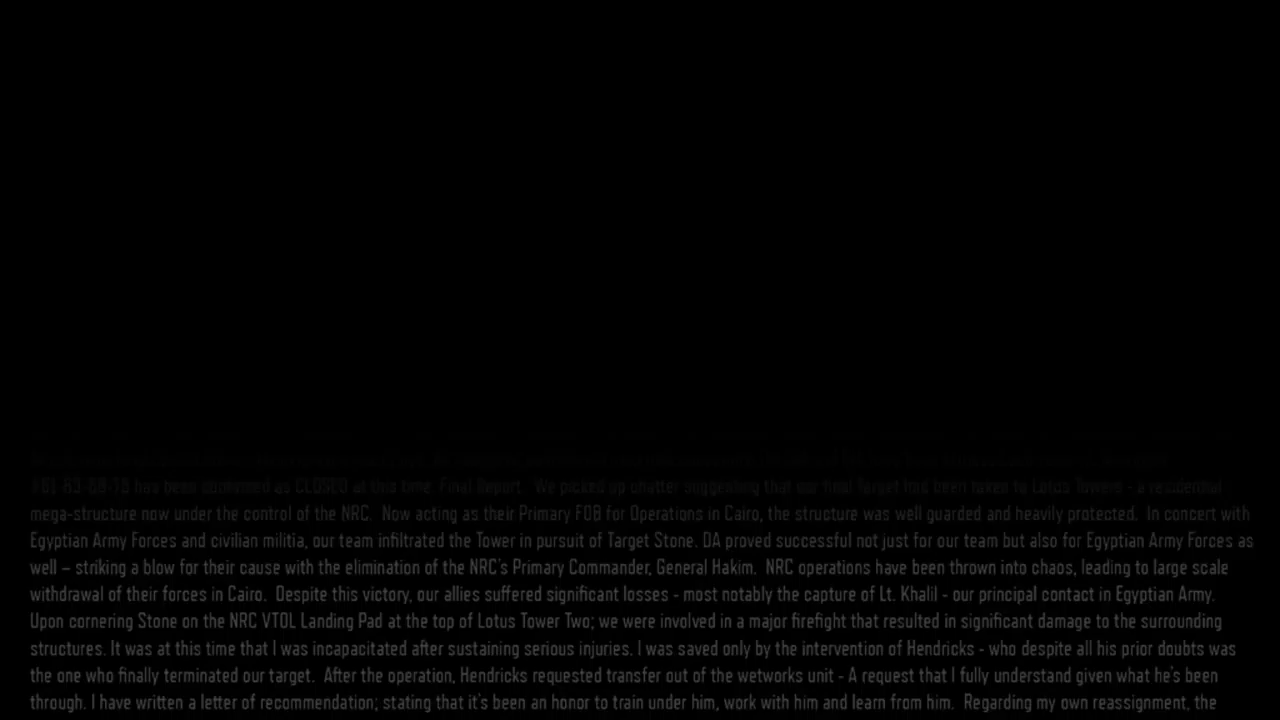 has been confirmed as CLOSED at this time. Final Report.  We picked up chatter suggesting that our final Target had been taken to Lotus Towers - a residential
mega-structure now under the control of the NRC.  Now acting as their Primary FOB for Operations in Cairo, the structure was well guarded and heavily protected.  In concert with
Egyptian Army Forces and civilian militia, our team infiltrated the Tower in pursuit of Target Stone. DA proved successful not just for our team but also for Egyptian Army Forces as
well – striking a blow for their cause with the elimination of the NRC's Primary Commander, General Hakim.  NRC operations have been thrown into chaos, leading to large scale
withdrawal of their forces in Cairo.  Despite this victory, our allies suffered significant losses - most notably the capture of Lt. Khalil - our principal contact in Egyptian Army.
Upon cornering Stone on the NRC VTOL Landing Pad at the top of Lotus Tower Two; we were involved in a major firefight that resulted in significant damage to the surrounding
structures. It was at this time that I was incapacitated after sustaining serious injuries. I was saved only by the intervention of Hendricks - who despite all his prior doubts was
the one who finally terminated our target.  After the operation, Hendricks requested transfer out of the wetworks unit - A request that I fully understand given what he's been
through. I have written a letter of recommendation; stating that it's been an honor to train under him, work with him and learn from him.  Regarding my own reassignment, the